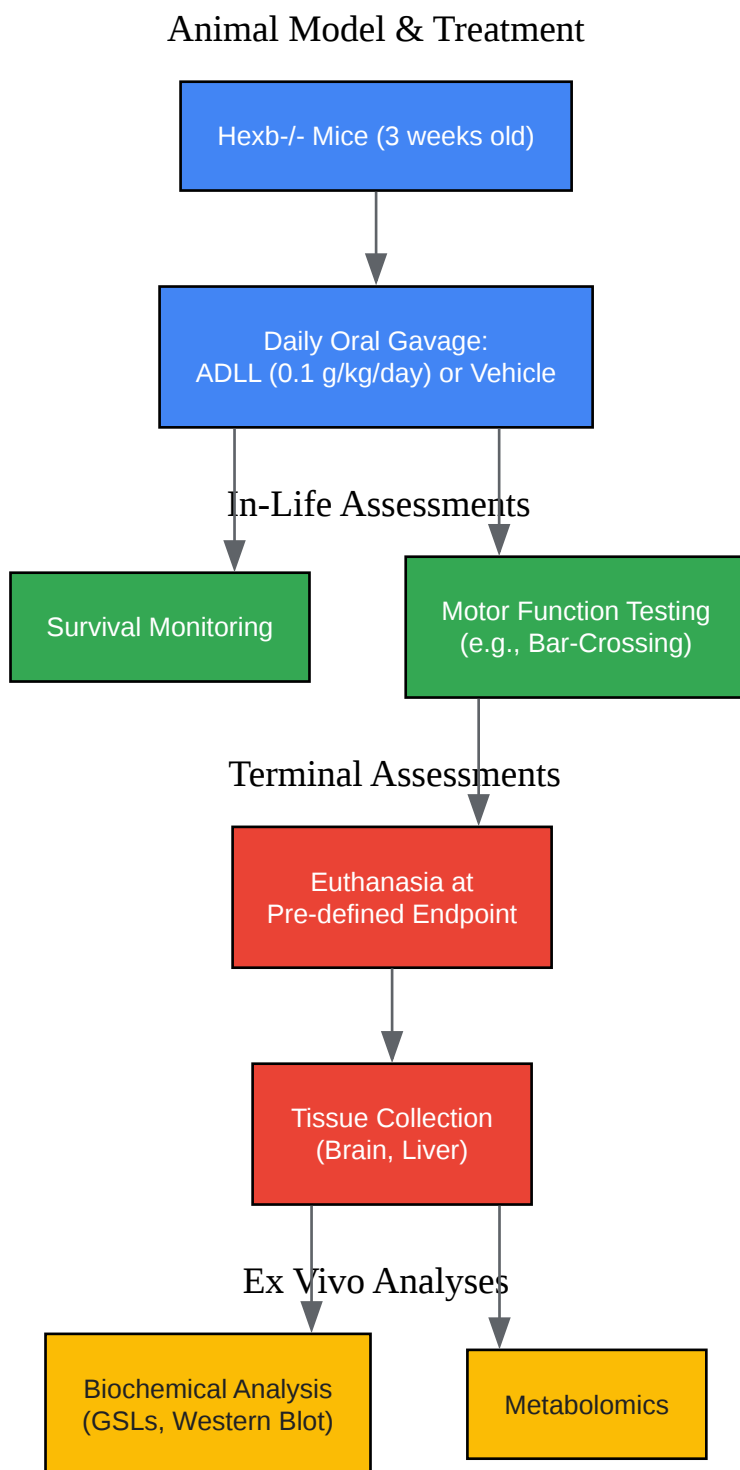 Animal Model & Treatment
Hexb-/- Mice (3 weeks old)
Daily Oral Gavage:
ADLL (0.1 g/kg/day) or Vehicle
In-Life Assessments
Survival Monitoring
Motor Function Testing
(e.g., Bar-Crossing)
Terminal Assessments
Euthanasia at
Pre-defined Endpoint
Tissue Collection
(Brain, Liver)
Ex Vivo Analyses
Biochemical Analysis
(GSLs, Western Blot)
Metabolomics